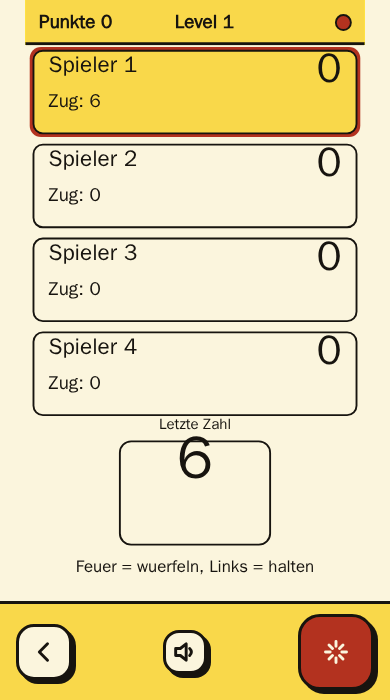 Punkte 0 Level 1
Spieler 1 0
Zug: 6
Spieler 2 0
Zug: 0
Spieler 3 0
Zug: 0
Spieler 4 0
Zug: 0
Letzte Zahl
6
Feuer = wuerfeln, Links = halten